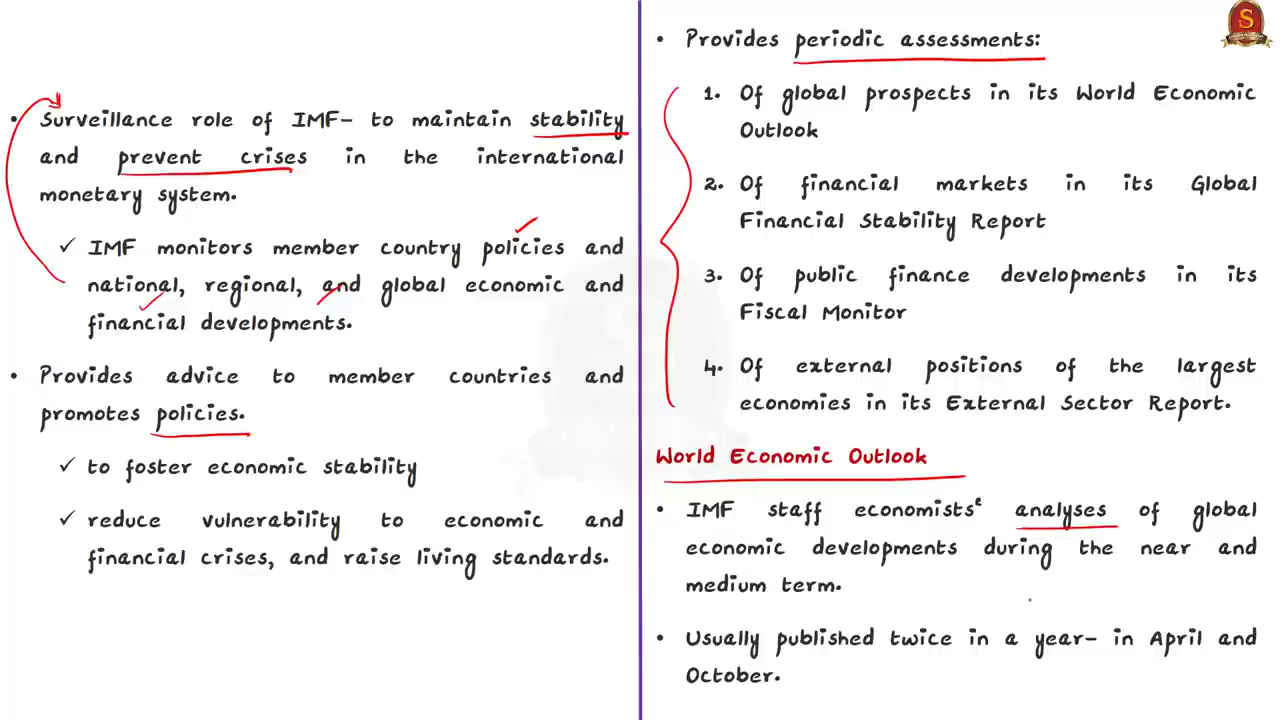 • Surveillance role of IMF- to maintain stability
and prevent crises in the international
monetary system.
✓ IMF monitors member country policies and
national, regional, and global economic and
financial developments.
• Provides advice to member countries and
promotes policies.
✓ to foster economic stability
✓ reduce vulnerability to economic and
financial crises, and raise living standards.
• Provides periodic assessments:
1. Of global prospects in its World Economic
Outlook
2. Of financial markets in its Global
Financial Stability Report
3. Of public finance developments in its
Fiscal Monitor
4. Of external positions of the largest
economies in its External Sector Report.
World Economic Outlook
• IMF staff economists‘ analyses of global
economic developments during the near and
medium term.
• Usually published twice in a year- in April and
October.
S